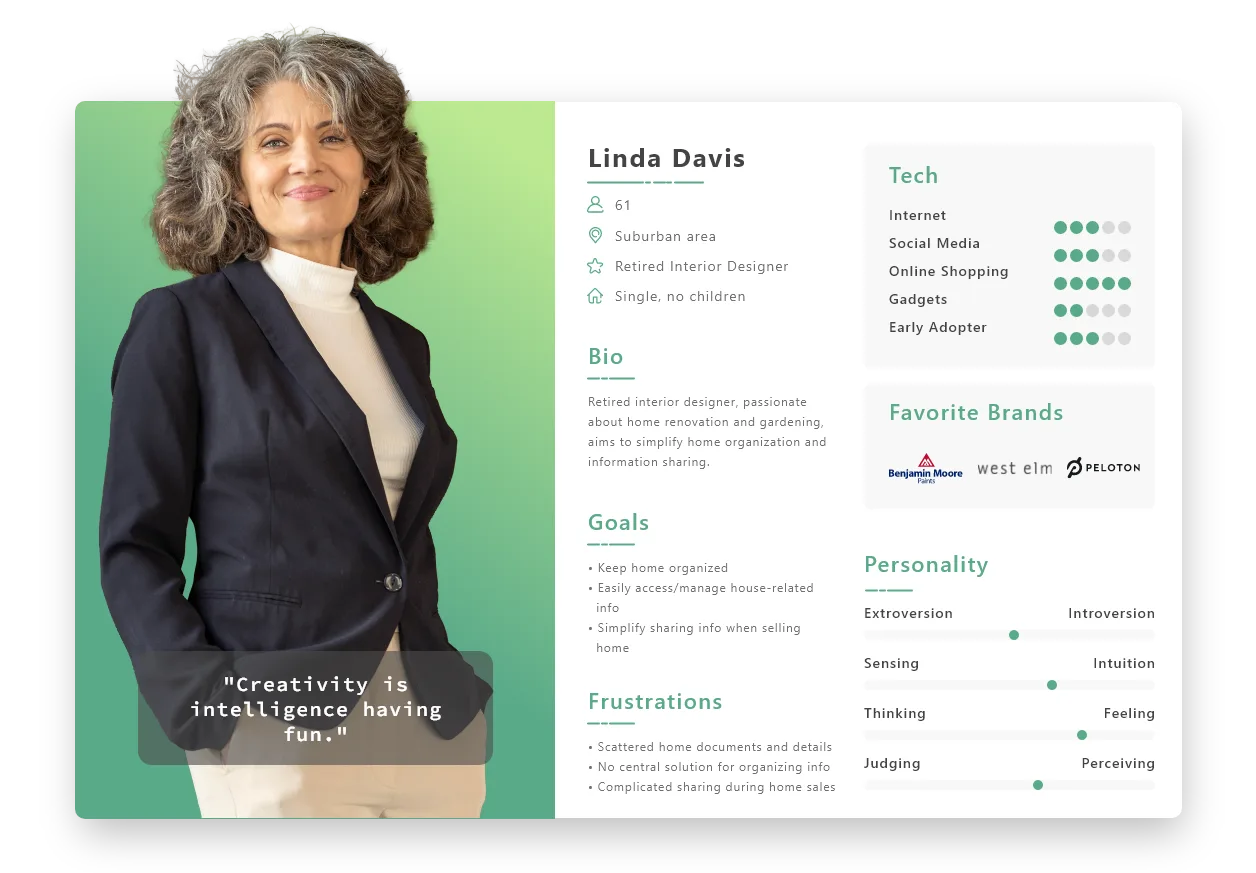 Linda Davis
61
Suburban area
Retired Interior Designer
Single, no children
Bio
Retired interior designer, passionate
about home renovation and gardening,
aims to simplify home organization and
information sharing.
Goals
• Keep home organized
• Easily access/manage house-related
info
• Simplify sharing info when selling
home
Frustrations
• Scattered home documents and details
• No central solution for organizing info
• Complicated sharing during home sales
"Creativity is
intelligence having
fun."
Tech
Internet
Social Media
Online Shopping
Gadgets
Early Adopter
Favorite Brands
Benjamin Moore
Paints
west elm
PELOTON
Personality
Extroversion Introversion
Sensing Intuition
Thinking Feeling
Judging Perceiving